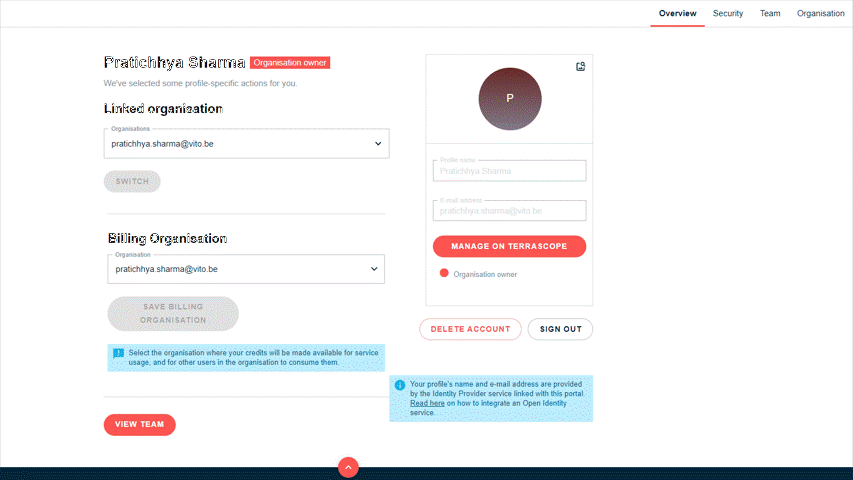 Overview Security Team Organisation
Pratichhya Sharma Organisation owner
We've selected some profile-specific actions for you.
Linked organisation
Organisations
pratichhya.sharma@vito.be
SWITCH
Billing Organisation
Organisation
pratichhya.sharma@vito.be
SAVE BILLING
ORGANISATION
Select the organisation where your credits will be made available for service
usage, and for other users in the organisation to consume them.
VIEW TEAM
P
Profile name
Pratichhya Sharma
E-mail address
pratichhya.sharma@vito.be
MANAGE ON TERRASCOPE
Organisation owner
DELETE ACCOUNT SIGN OUT
Your profile's name and e-mail address are provided
by the Identity Provider service linked with this portal.
Read here on how to integrate an Open Identity
service.